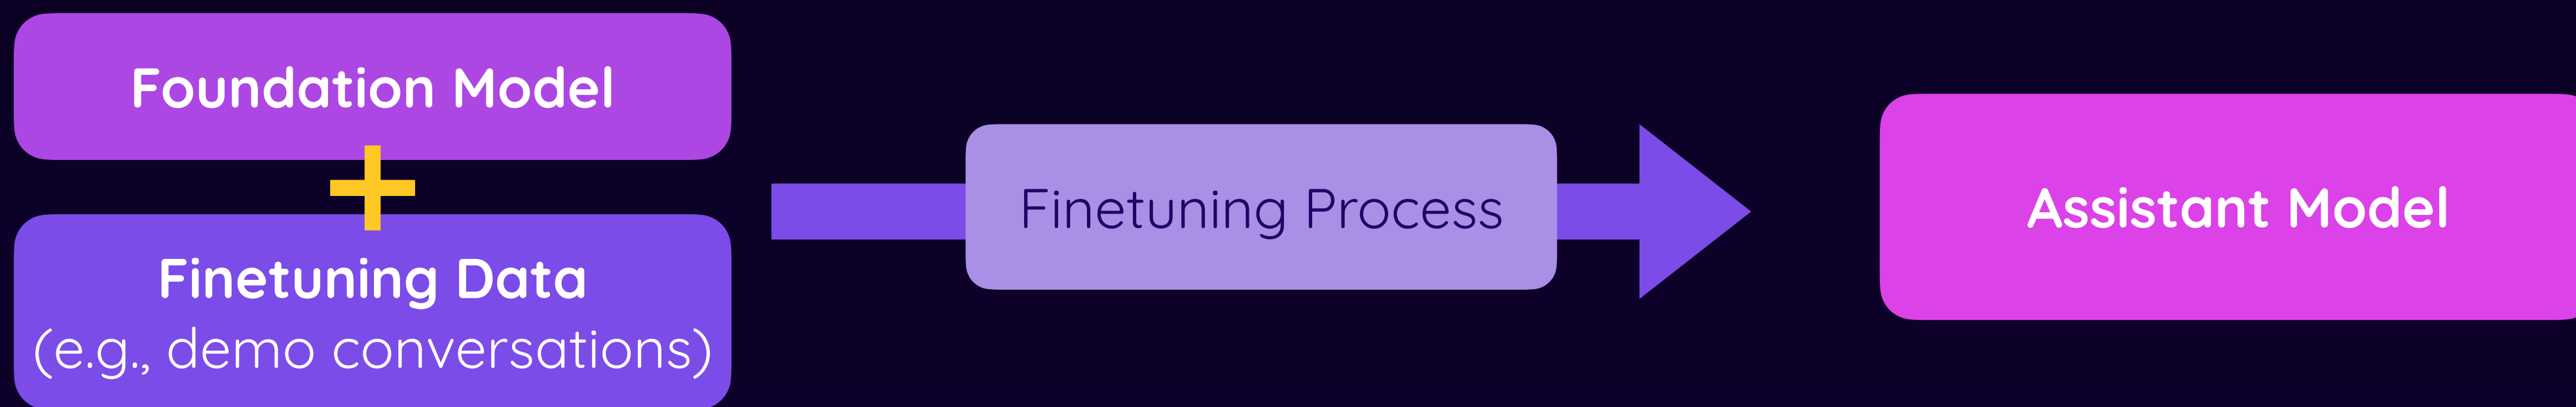 Foundation Model
Finetuning Data
(e.g., demo conversations)
Finetuning Process
Assistant Model